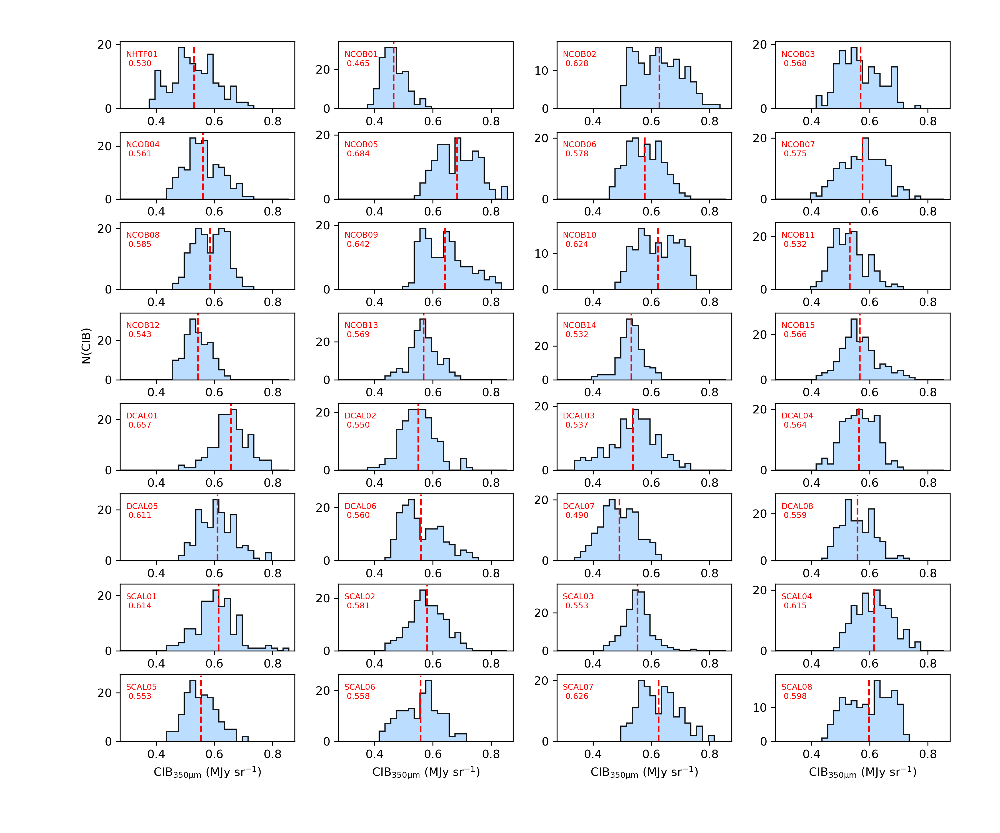 20
0
0.4 0.6 0.8
NHTF01
0.530
20
0
0.4 0.6 0.8
NCOB01
0.465
10
0
0.4 0.6 0.8
NCOB02
0.628
20
0
0.4 0.6 0.8
NCOB03
0.568
20
0
0.4 0.6 0.8
NCOB04
0.561
20
0
0.4 0.6 0.8
NCOB05
0.684
20
0
0.4 0.6 0.8
NCOB06
0.578
20
0
0.4 0.6 0.8
NCOB07
0.575
20
0
0.4 0.6 0.8
NCOB08
0.585
20
0
0.4 0.6 0.8
NCOB09
0.642
10
0
0.4 0.6 0.8
NCOB10
0.624
20
0
0.4 0.6 0.8
NCOB11
0.532
N(CIB)
20
0
0.4 0.6 0.8
NCOB12
0.543
20
0
0.4 0.6 0.8
NCOB13
0.569
20
0
0.4 0.6 0.8
NCOB14
0.532
20
0
0.4 0.6 0.8
NCOB15
0.566
20
0
0.4 0.6 0.8
DCAL01
0.657
20
0
0.4 0.6 0.8
DCAL02
0.550
20
0
0.4 0.6 0.8
DCAL03
0.537
20
0
0.4 0.6 0.8
DCAL04
0.564
20
0
0.4 0.6 0.8
DCAL05
0.611
20
0
0.4 0.6 0.8
DCAL06
0.560
20
0
0.4 0.6 0.8
DCAL07
0.490
20
0
0.4 0.6 0.8
DCAL08
0.559
20
0
0.4 0.6 0.8
SCAL01
0.614
20
0
0.4 0.6 0.8
SCAL02
0.581
20
0
0.4 0.6 0.8
SCAL03
0.553
20
0
0.4 0.6 0.8
SCAL04
0.615
20
0
0.4 0.6 0.8
SCAL05
0.553
CIB350μm (MJy sr−1)
20
0
0.4 0.6 0.8
SCAL06
0.558
CIB350μm (MJy sr−1)
20
0
0.4 0.6 0.8
SCAL07
0.626
CIB350μm (MJy sr−1)
10
0
0.4 0.6 0.8
SCAL08
0.598
CIB350μm (MJy sr−1)